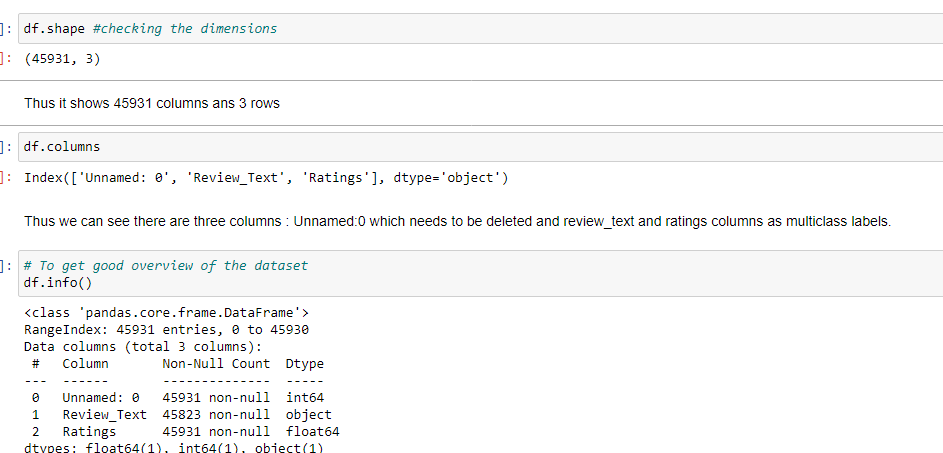 ]: df.shape #checking the dimensions
]: (45931, 3)
Thus it shows 45931 columns ans 3 rows
]: df.columns
]: Index(['Unnamed: 0', 'Review_Text', 'Ratings'], dtype='object')
Thus we can see there are three columns : Unnamed:0 which needs to be deleted and review_text and ratings columns as multiclass labels.
]: # To get good overview of the dataset
df.info()
<class 'pandas.core.frame.DataFrame'>
RangeIndex: 45931 entries, 0 to 45930
Data columns (total 3 columns):
 #   Column       Non-Null Count  Dtype
---  ------       --------------  -----
 0   Unnamed: 0   45931 non-null  int64
 1   Review_Text  45823 non-null  object
 2   Ratings      45931 non-null  float64
dtypes: float64(1), int64(1), object(1)